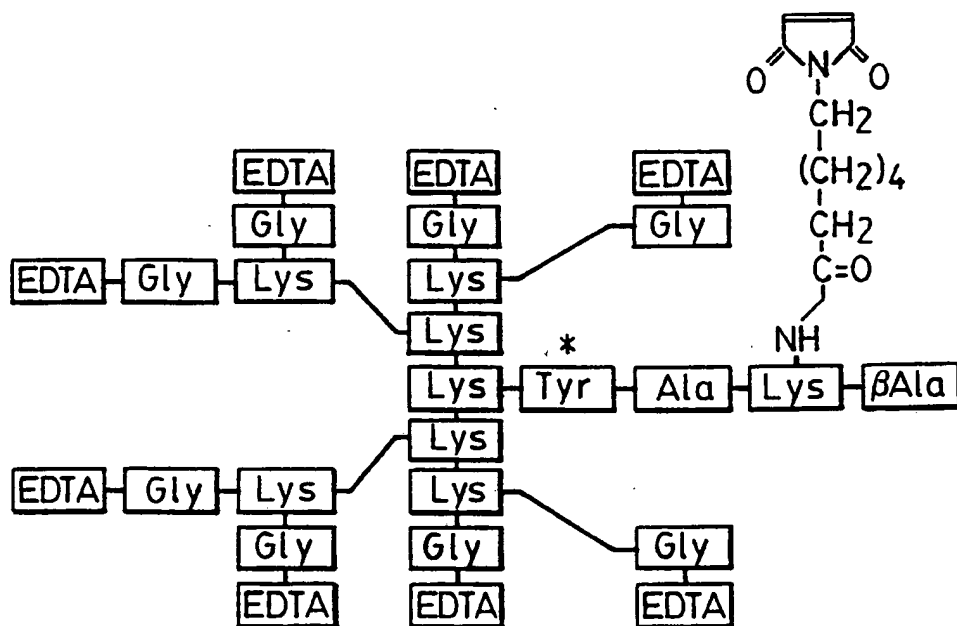 O N O
CH2
(CH2)4
EDTA EDTA EDTA
Gly Gly Gly CH2
EDTA Gly Lys Lys C=O
Lys NH
*
Lys Tyr Ala Lys βAla
Lys
EDTA Gly Lys Lys
Gly Gly Gly
EDTA EDTA EDTA